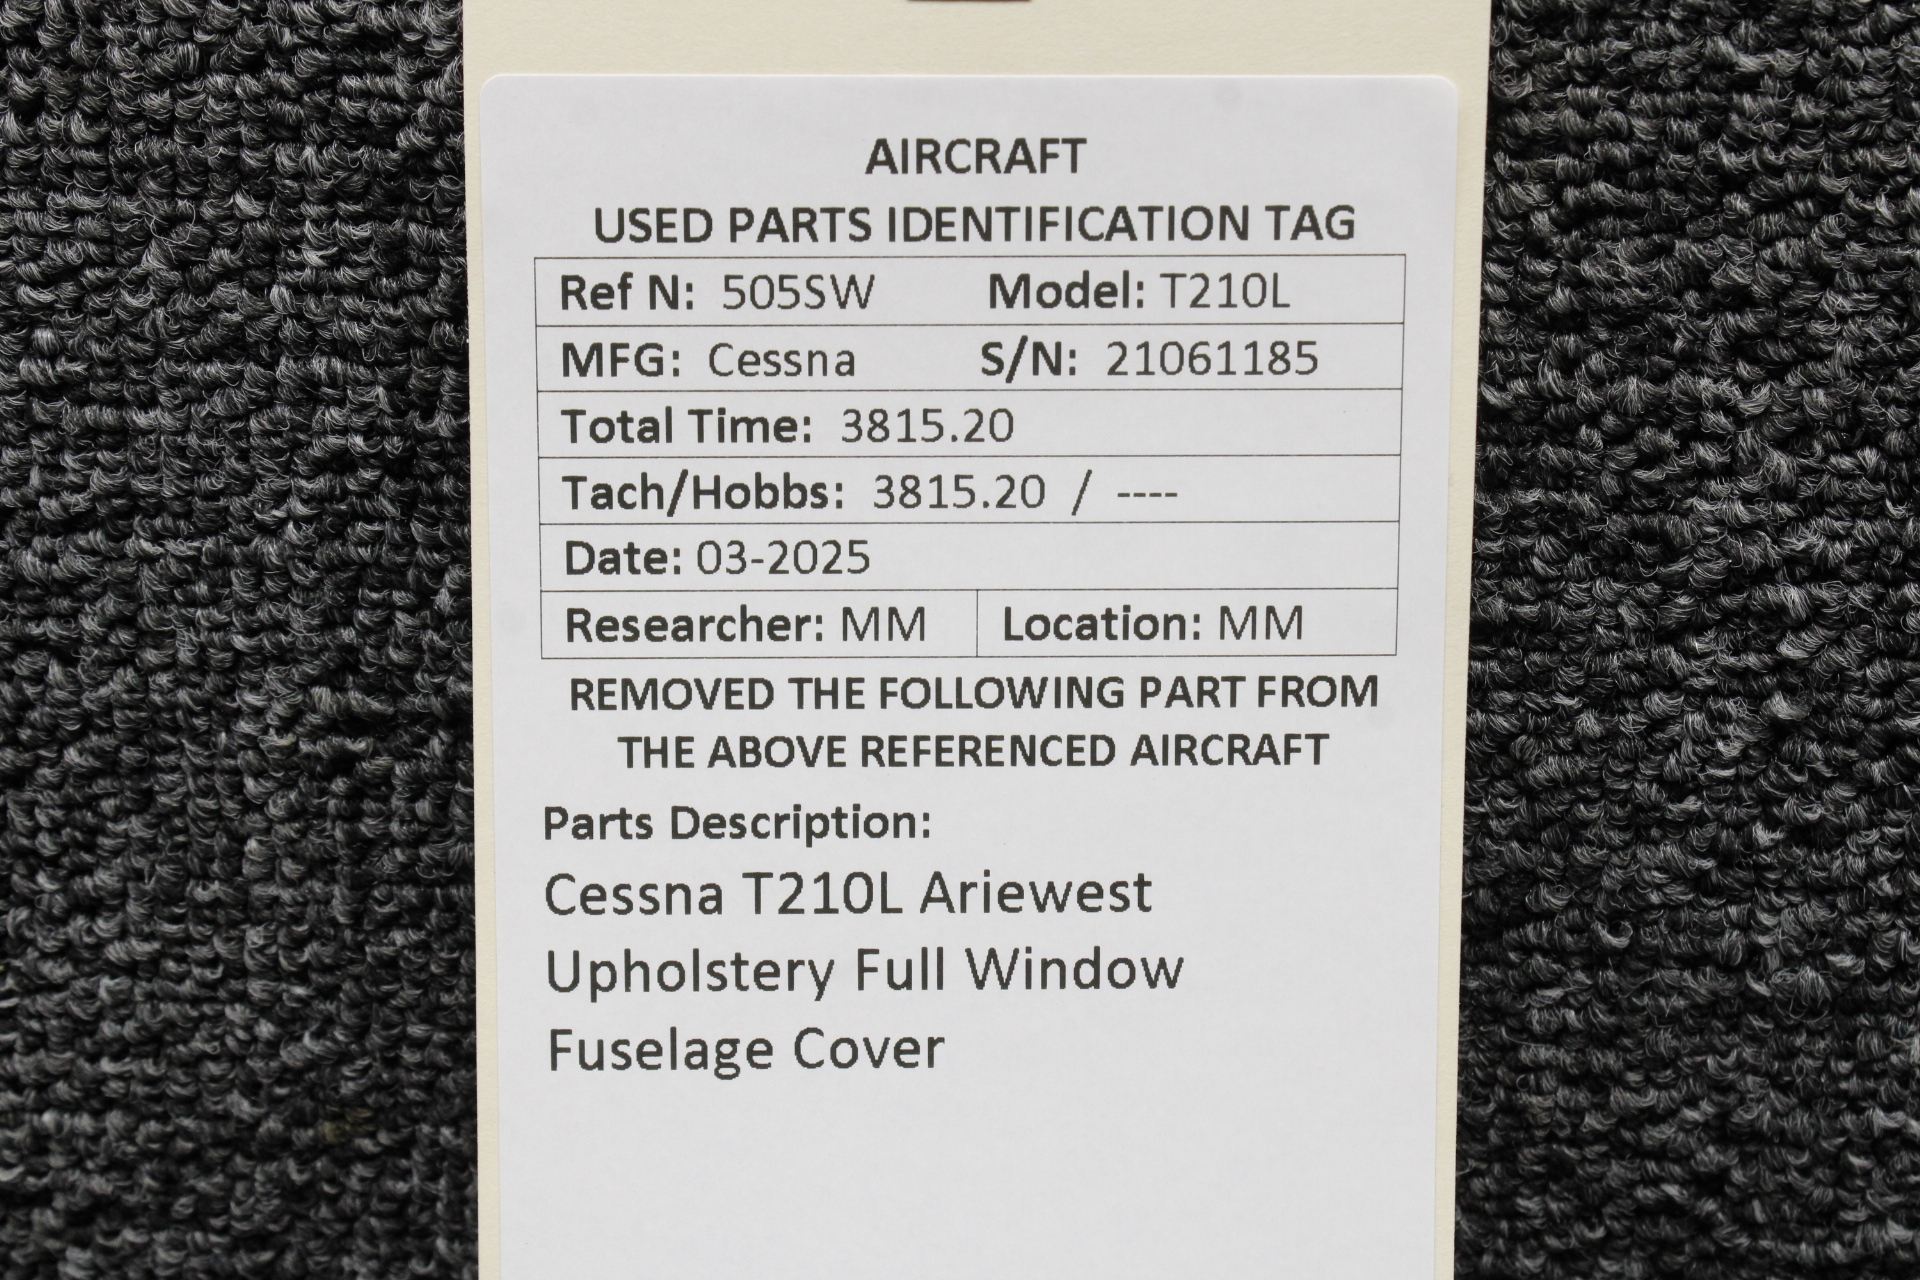 AIRCRAFT
USED PARTS IDENTIFICATION TAG
Ref N: 505SW Model: T210L
MFG: Cessna S/N: 21061185
Total Time: 3815.20
Tach/Hobbs: 3815.20 / ----
Date: 03-2025
Researcher: MM Location: MM
REMOVED THE FOLLOWING PART FROM
THE ABOVE REFERENCED AIRCRAFT
Parts Description:
Cessna T210L Ariewest
Upholstery Full Window
Fuselage Cover